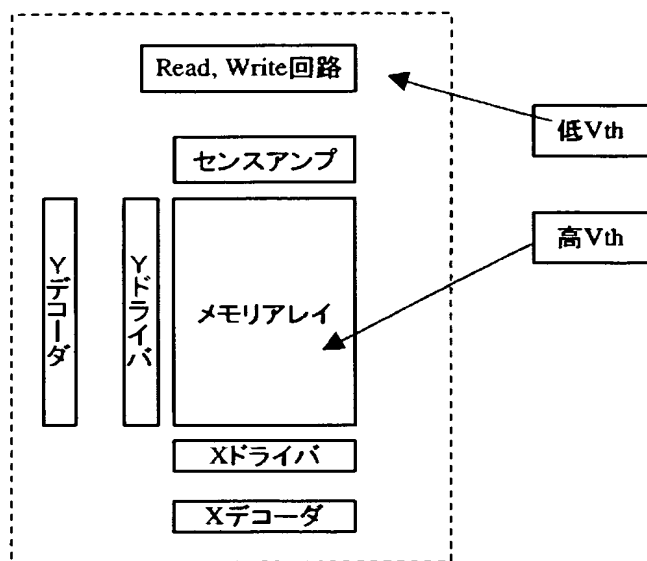 Read, Write回路
低Vth
センスアンプ
高Vth
Yデコーダ
Yドライバ
メモリアレイ
Xドライバ
Xデコーダ